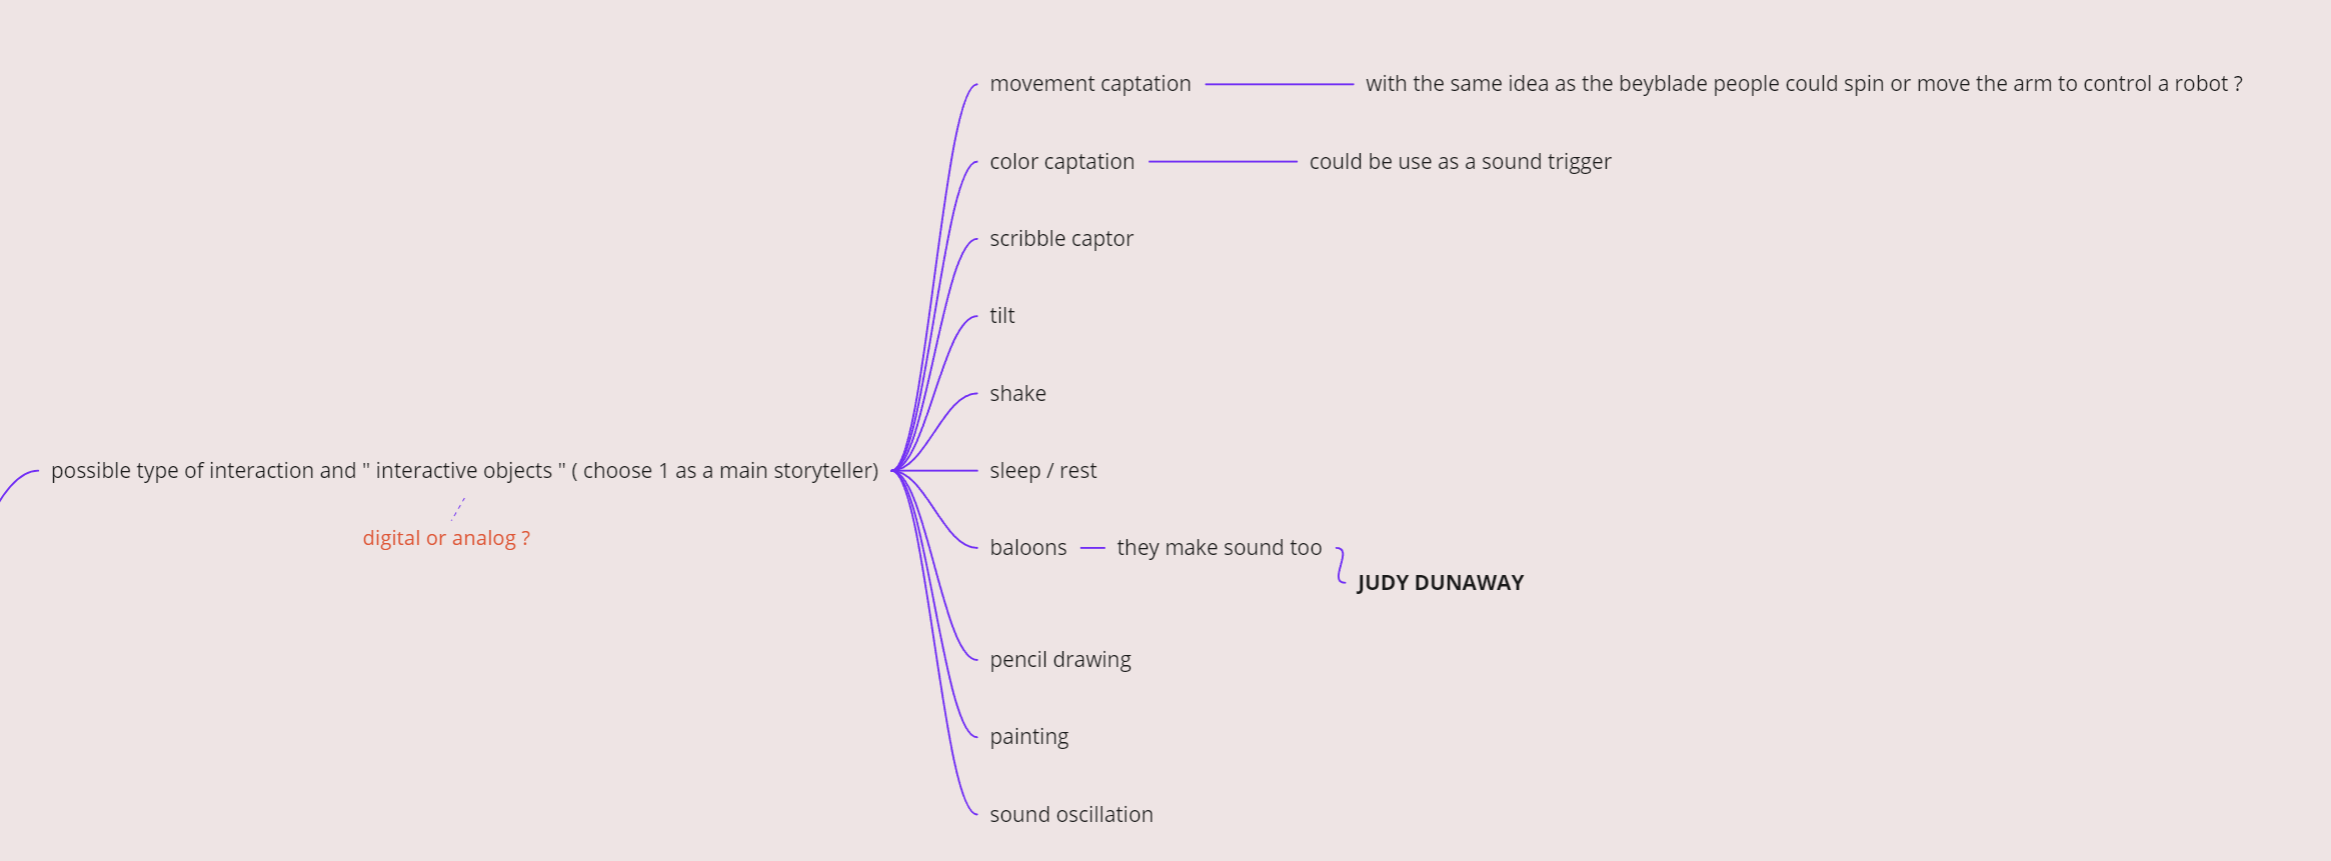 movement captation
with the same idea as the beyblade people could spin or move the arm to control a robot ?
color captation
could be use as a sound trigger
scribble captor
tilt
shake
possible type of interaction and " interactive objects " ( choose 1 as a main storyteller)
sleep / rest
digital or analog ?
baloons
they make sound too
JUDY DUNAWAY
pencil drawing
painting
sound oscillation